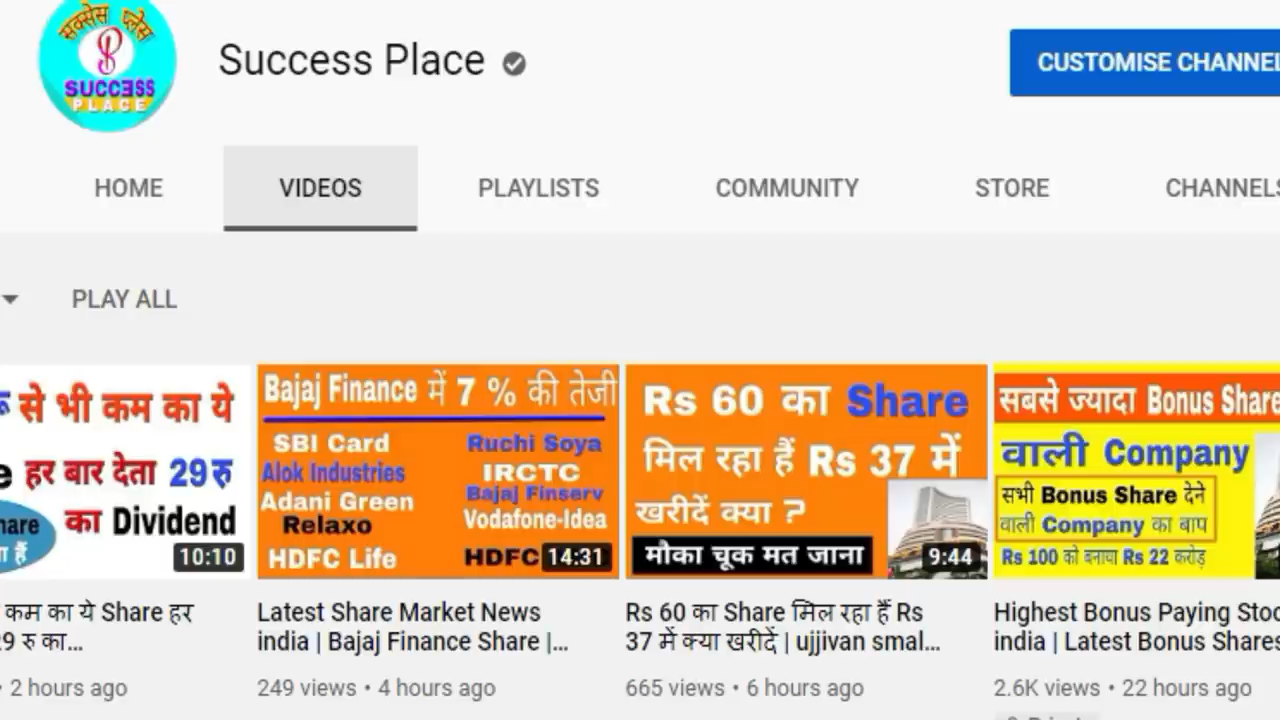 सक्सेस प्लेस
SUCCESS
PLACE
Success Place
CUSTOMISE CHANNEL
HOME
VIDEOS
PLAYLISTS
COMMUNITY
STORE
CHANNELS
PLAY ALL
से भी कम का ये
हर बार देता 29 रु
का Dividend
10:10
Bajaj Finance में 7 % की तेजी
SBI Card
Alok Industries
Adani Green
Relaxo
HDFC Life
Ruchi Soya
IRCTC
Bajaj Finserv
Vodafone-Idea
HDFC
14:31
Rs 60 का Share
मिल रहा हैं Rs 37 में
खरीदें क्या ?
मौका चूक मत जाना
9:44
सबसे ज्यादा Bonus Share
वाली Company
सभी Bonus Share देने
वाली Company का बाप
Rs 100 को बनाया Rs 22 करोड़
कम का ये Share हर
29 रु का...
• 2 hours ago
Latest Share Market News
india | Bajaj Finance Share |...
249 views • 4 hours ago
Rs 60 का Share मिल रहा हैं Rs
37 में क्या खरीदें | ujjivan smal...
665 views • 6 hours ago
Highest Bonus Paying Stoc
india | Latest Bonus Shares
2.6K views • 22 hours ago